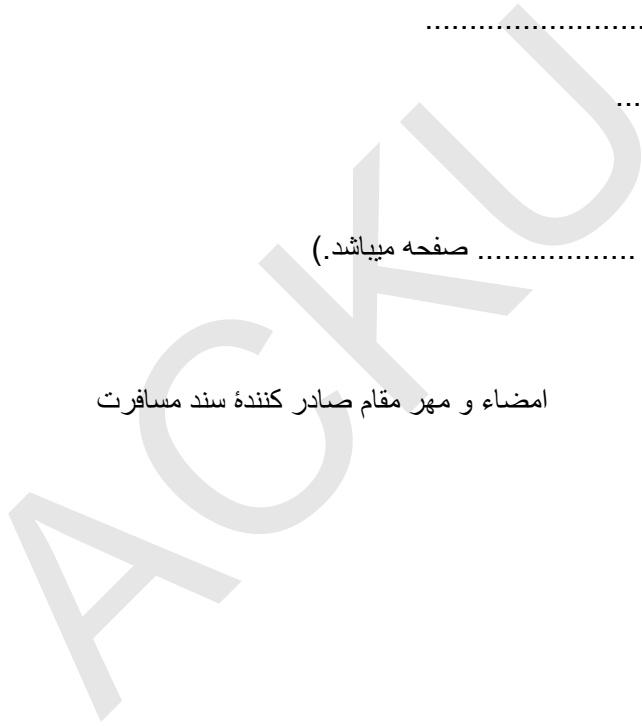 ........................
...
.................. صفحه میباشد.)
امضاء و مهر مقام صادر کنندۀ سند مسافرت
ACKU